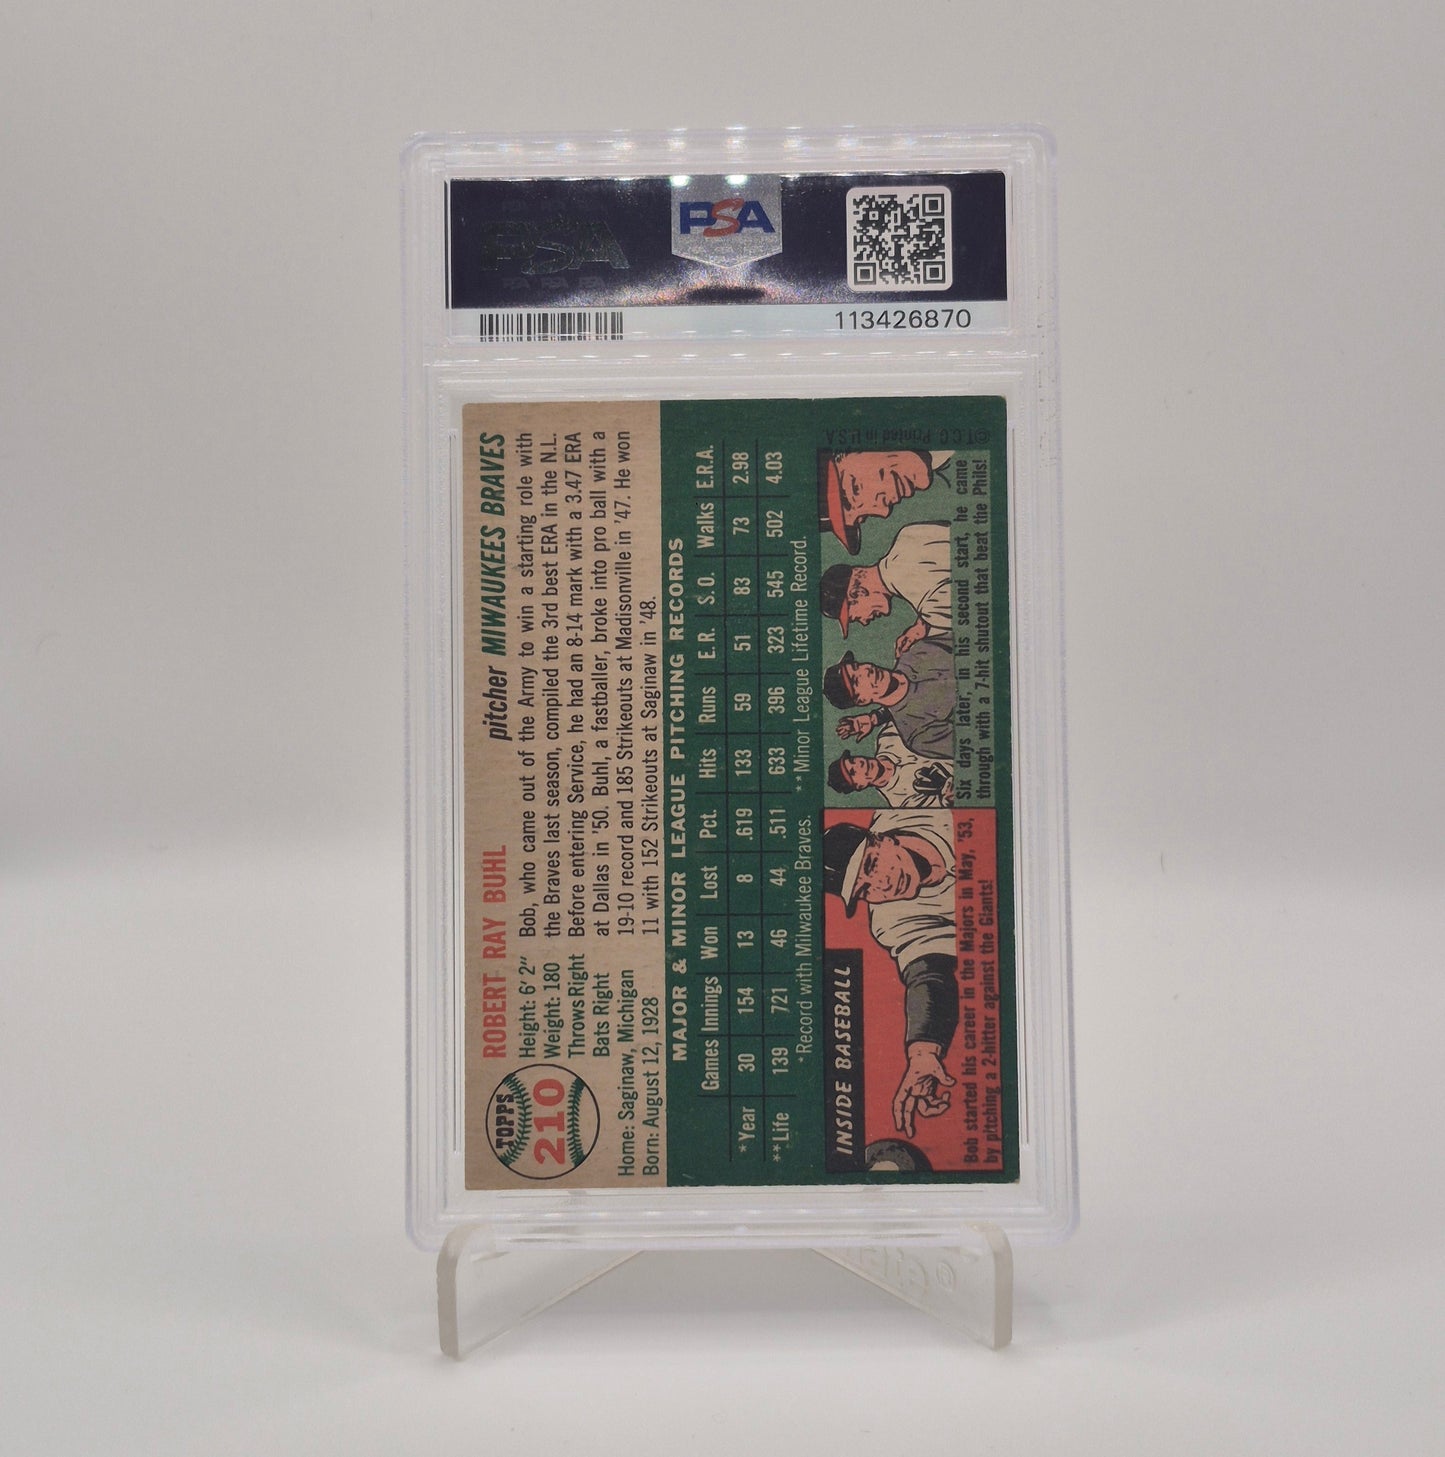 PSA
113426870
TOPPS
210
ROBERT RAY BUHL
pitcher MIWAUKEES BRAVES
Height: 6' 2"
Weight: 180
Throws Right
Bats Right
Home: Saginaw, Michigan
Born: August 12, 1928
Bob, who came out of the Army to win a starting role with
the Braves last season, compiled the 3rd best ERA in the N.L.
Before entering Service, he had an 8-14 mark with a 3.47 ERA
at Dallas in '50. Buhl, a fastballer, broke into pro ball with a
19-10 record and 185 Strikeouts at Madisonville in '47. He won
11 with 152 Strikeouts at Saginaw in '48.
MAJOR & MINOR LEAGUE PITCHING RECORDS
Games Innings Won Lost Pct. Hits Runs E.R. S.O. Walks E.R.A.
*Year 30 154 13 8 .619 133 59 51 83 73 2.98
**Life 139 721 46 44 .511 633 396 323 545 502 4.03
*Record with Milwaukee Braves. **Minor League Lifetime Record.
INSIDE BASEBALL
Bob started his career in the Majors in May, '53,
by pitching a 2-hitter against the Giants!
Six days later, in his second start, he came
through with a 7-hit shutout that beat the Phils!
©T.C.G. Printed in U.S.A.